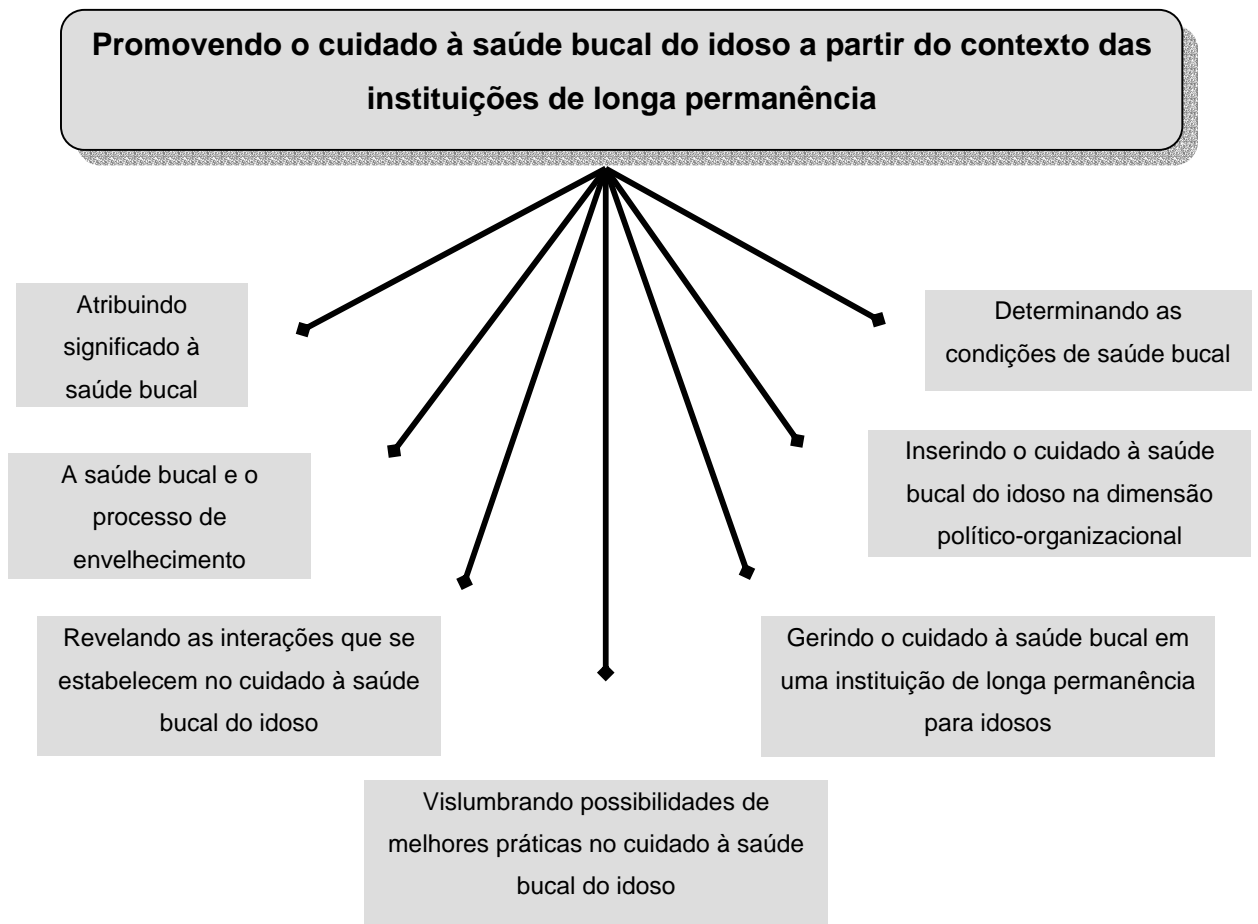 Promovendo o cuidado à saúde bucal do idoso a partir do contexto das
instituições de longa permanência
Atribuindo
significado à
saúde bucal
Determinando as
condições de saúde bucal
A saúde bucal e o
processo de
envelhecimento
Inserindo o cuidado à saúde
bucal do idoso na dimensão
político-organizacional
Revelando as interações que se
estabelecem no cuidado à saúde
bucal do idoso
Gerindo o cuidado à saúde bucal em
uma instituição de longa permanência
para idosos
Vislumbrando possibilidades de
melhores práticas no cuidado à saúde
bucal do idoso